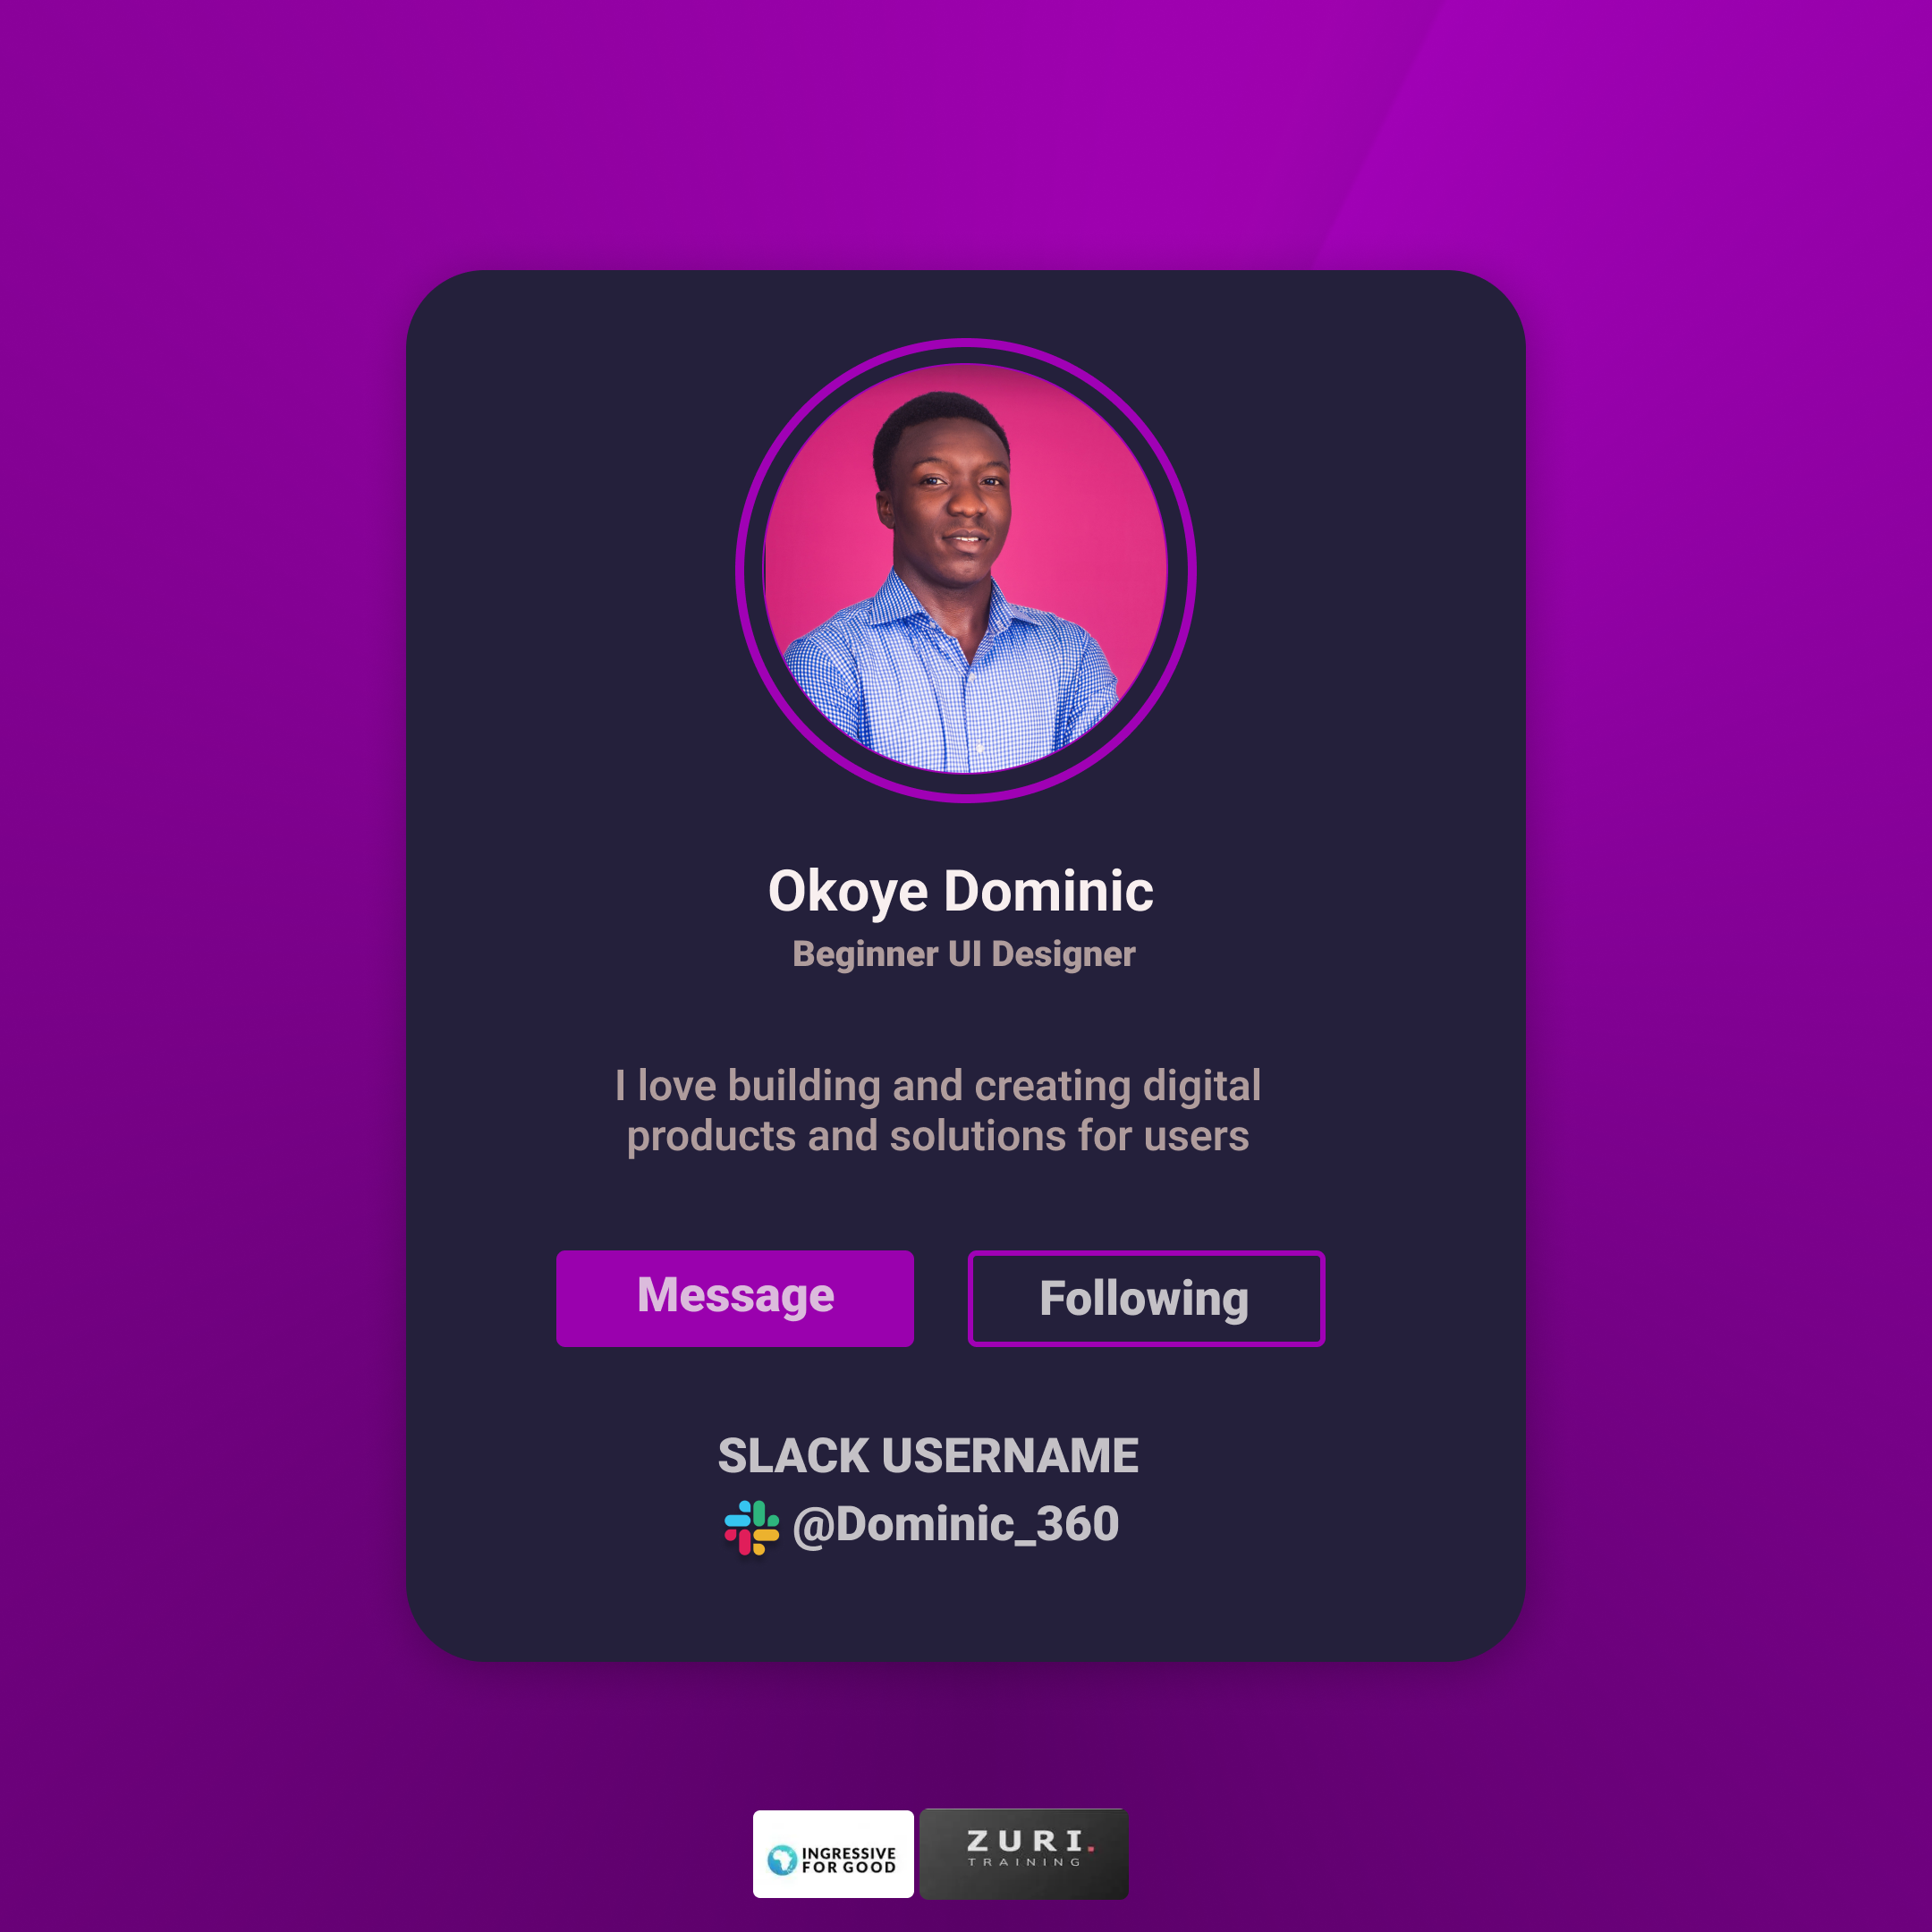 Okoye Dominic
Beginner UI Designer
I love building and creating digital
products and solutions for users
Message
Following
SLACK USERNAME
@Dominic_360
INGRESSIVE
FOR GOOD
ZURI.
TRAINING